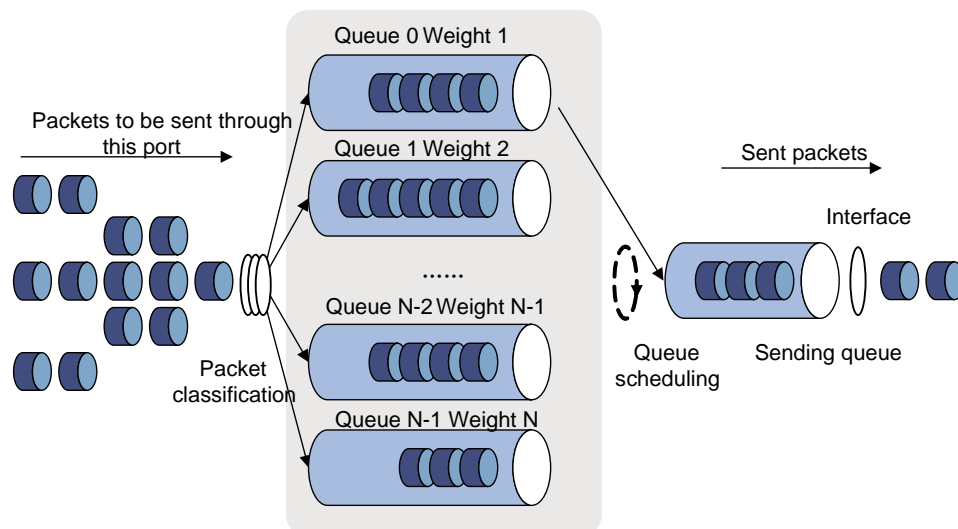 Queue 0 Weight 1
Packets to be sent through
this port
Queue 1 Weight 2
Sent packets
Interface
......
Queue N-2 Weight N-1
Queue
scheduling
Sending queue
Packet
classification
Queue N-1 Weight N